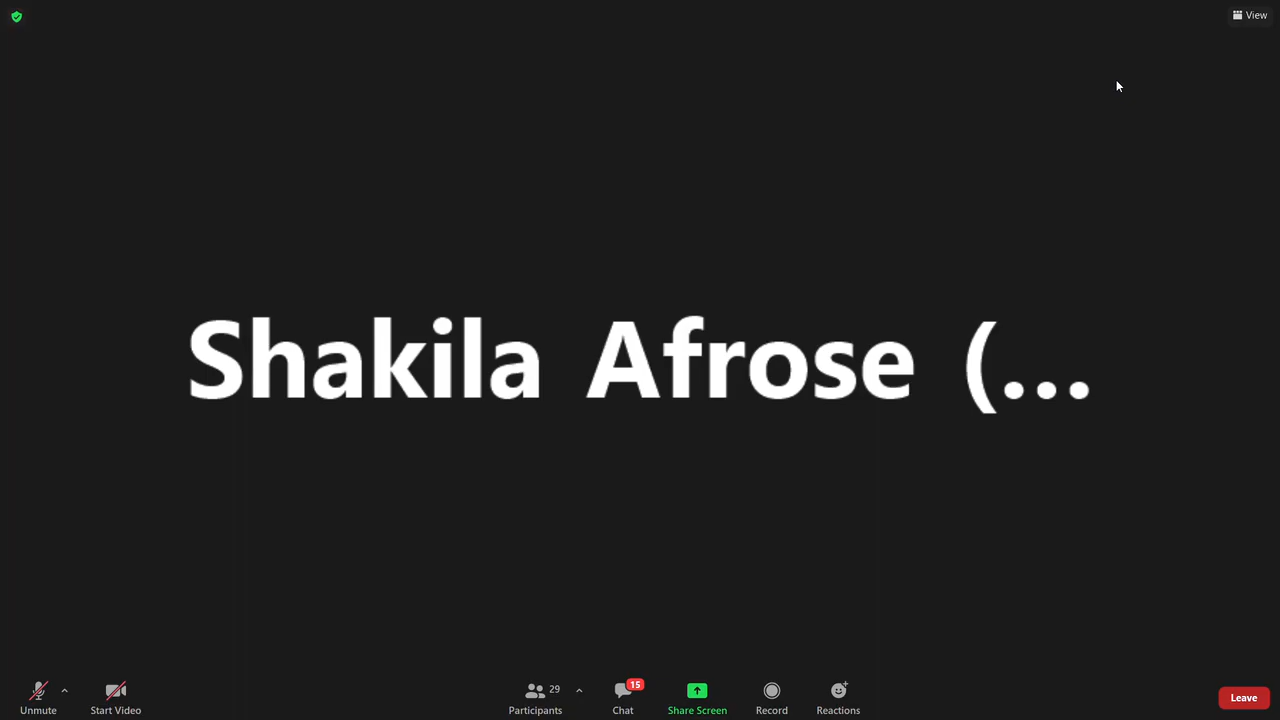 View
Shakila Afrose (...
29
15
Unmute
Start Video
Participants
Chat
Share Screen
Record
Reactions
Leave